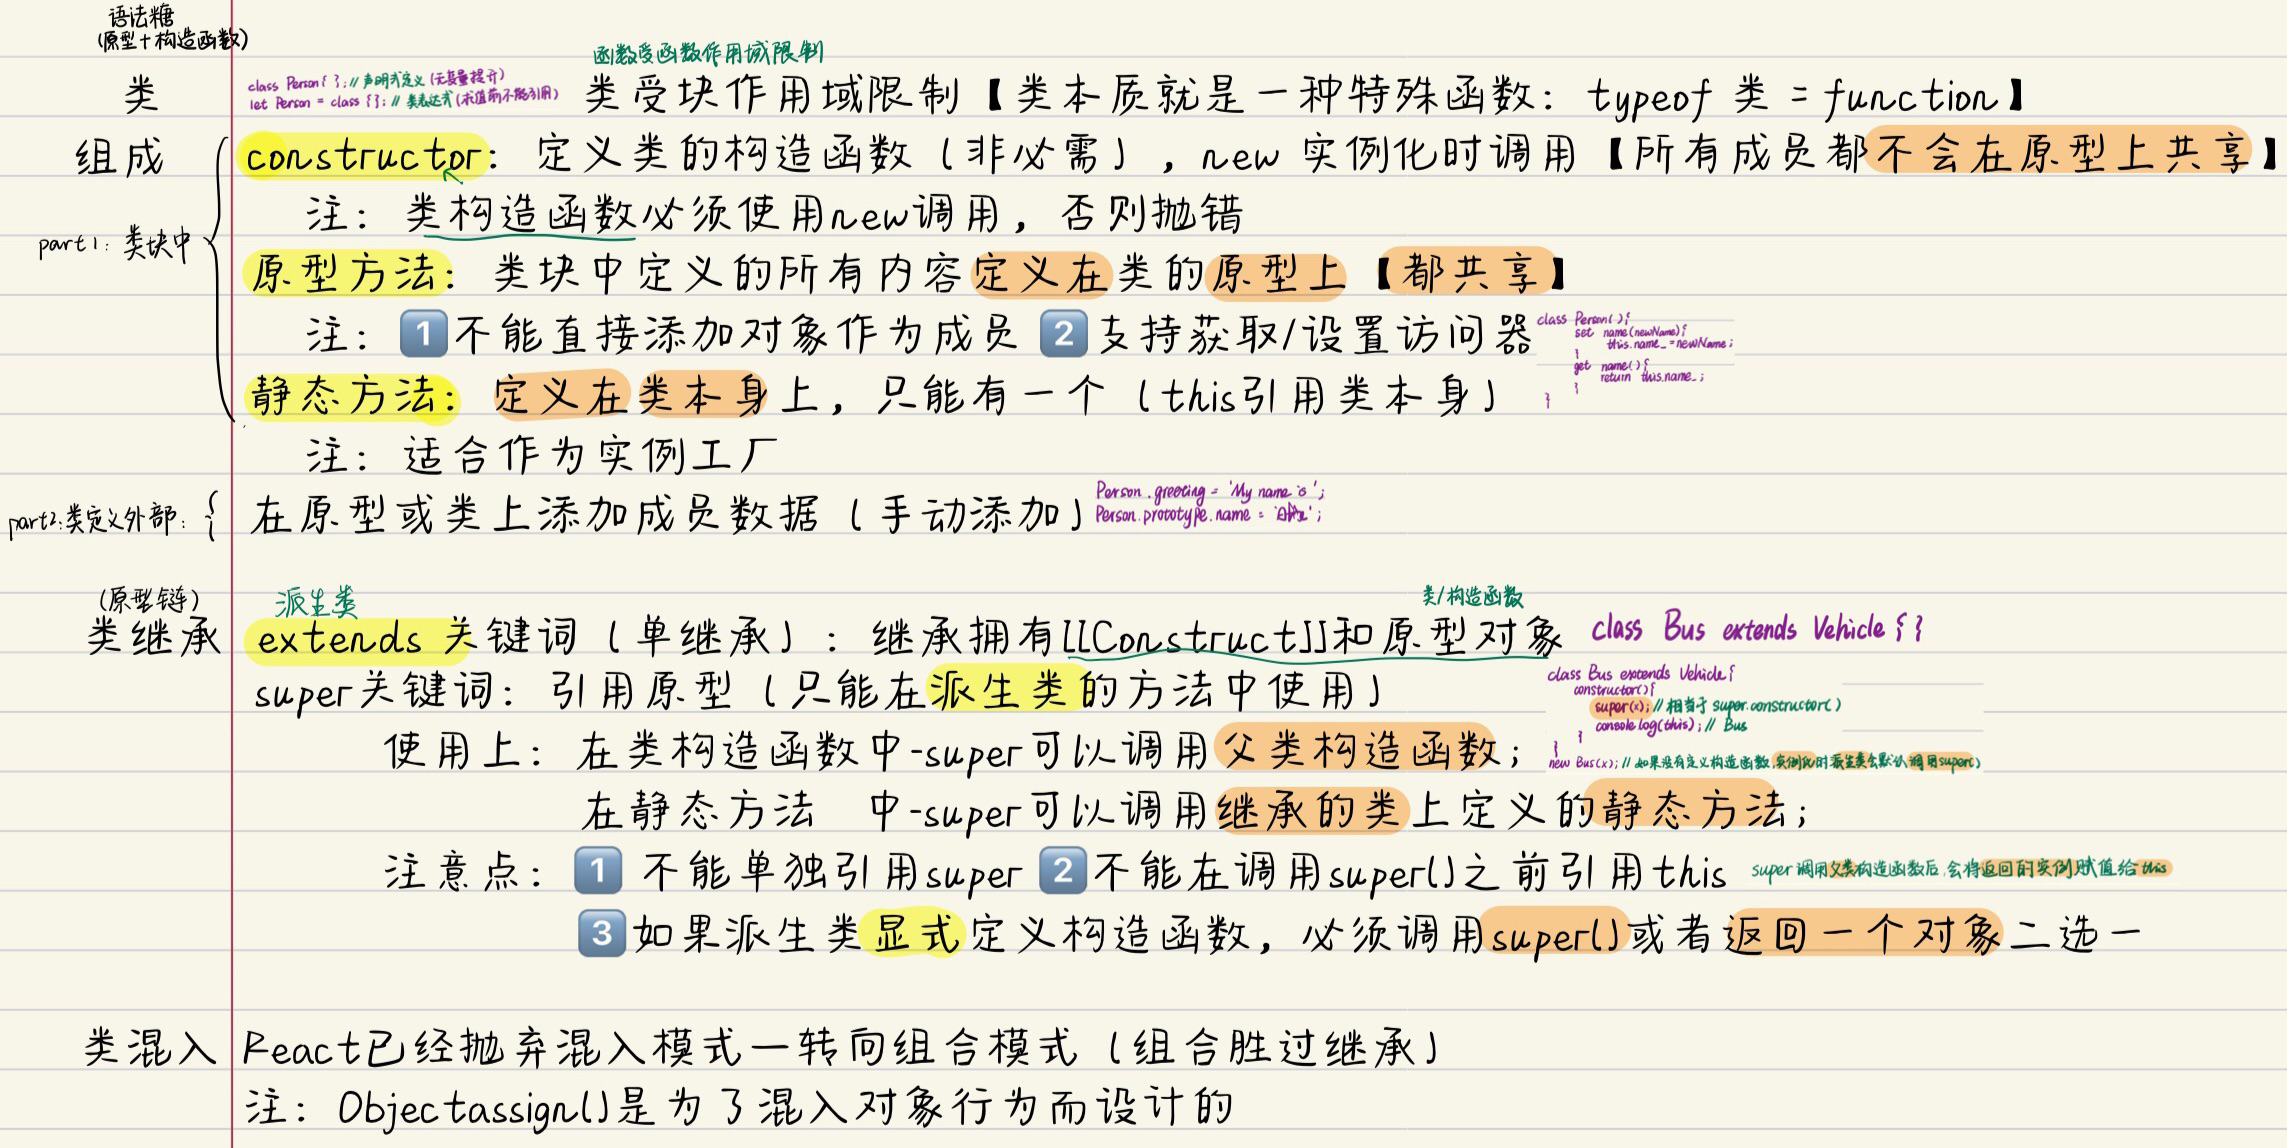 语法糖
(原型+构造函数)
函数受函数作用域限制
类
class Person{ }; // 声明式定义 (无变量提升)
let Person = class {}; // 类表达式 (求值前不能引用)
类受块作用域限制【类本质就是一种特殊函数: typeof 类 = function】
组成
constructor: 定义类的构造函数(非必需), new 实例化时调用【所有成员都不会在原型上共享】
注: 类构造函数必须使用new调用, 否则抛错
part1: 类块中
原型方法: 类块中定义的所有内容定义在类的原型上【都共享】
注: 1 不能直接添加对象作为成员 2 支持获取/设置访问器
class Person(){
set name(newName){
this.name_ = newName;
}
get name(){
return this.name_;
}
}
静态方法: 定义在类本身上, 只能有一个(this引用类本身)
注: 适合作为实例工厂
part2: 类定义外部: {
在原型或类上添加成员数据(手动添加)
Person.greeting = 'My name is';
Person.prototype.name =
(原型链)
派生类
类/构造函数
类继承
extends 关键词(单继承): 继承拥有[[Construct]]和原型对象
class Bus extends Vehicle { }
super关键词: 引用原型(只能在派生类的方法中使用)
class Bus extends Vehicle{
constructor(){
super(x); // 相当于 super.constructor()
console.log(this); // Bus
}
}
new Bus(x); // 如果没有定义构造函数,实例化时派生类会默认调用super()
使用上: 在类构造函数中-super可以调用父类构造函数;
在静态方法 中-super可以调用继承的类上定义的静态方法;
注意点: 1 不能单独引用super 2 不能在调用super()之前引用this
super调用父类构造函数后,会将返回的实例赋值给this
3 如果派生类显式定义构造函数, 必须调用super()或者返回一个对象二选一
类混入
React已经抛弃混入模式—转向组合模式(组合胜过继承)
注: Objectassign()是为了混入对象行为而设计的